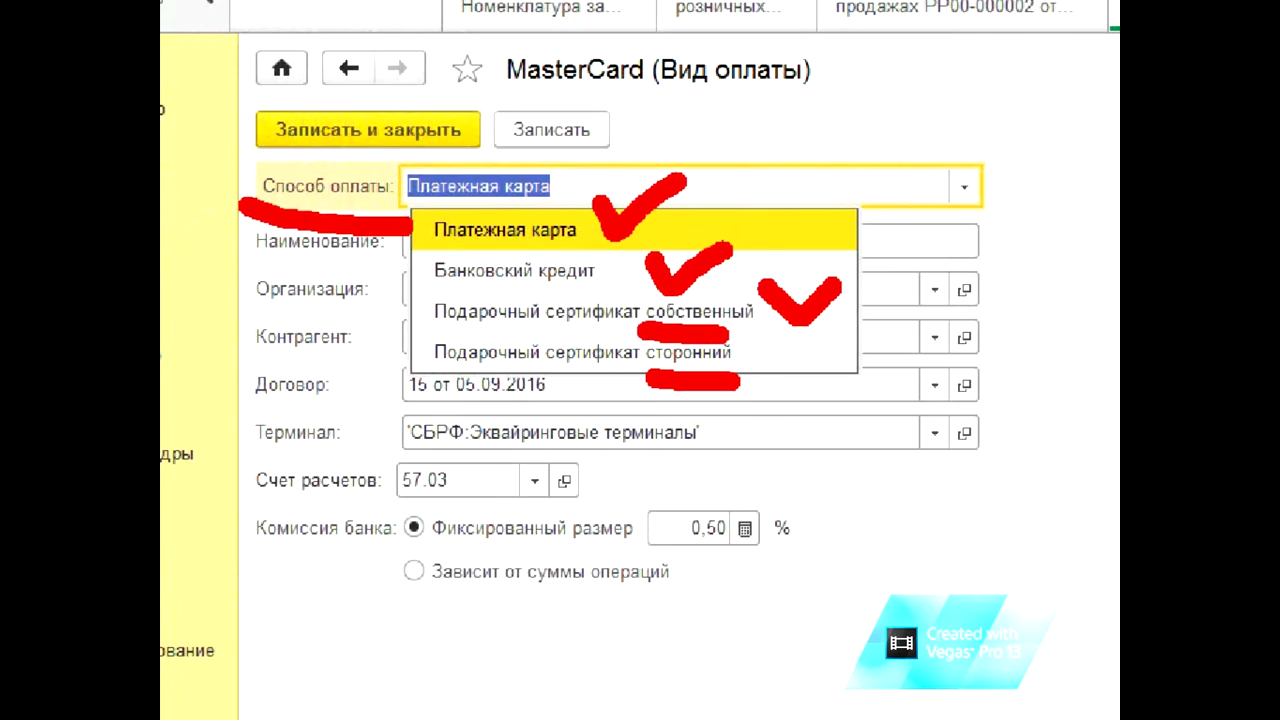 Номенклатура за...
розничных...
продажах РР00-000002 от...
MasterCard (Вид оплаты)
Записать и закрыть
Записать
Способ оплаты:
Платежная карта
Платежная карта
Наименование:
Банковский кредит
Организация:
Подарочный сертификат собственный
Контрагент:
Подарочный сертификат сторонний
Договор:
15 от 05.09.2016
Терминал:
'СБРФ:Эквайринговые терминалы'
дры
Счет расчетов:
57.03
Комиссия банка:
Фиксированный размер
0,50
%
Зависит от суммы операций
ование
Created with
Vegas Pro 13